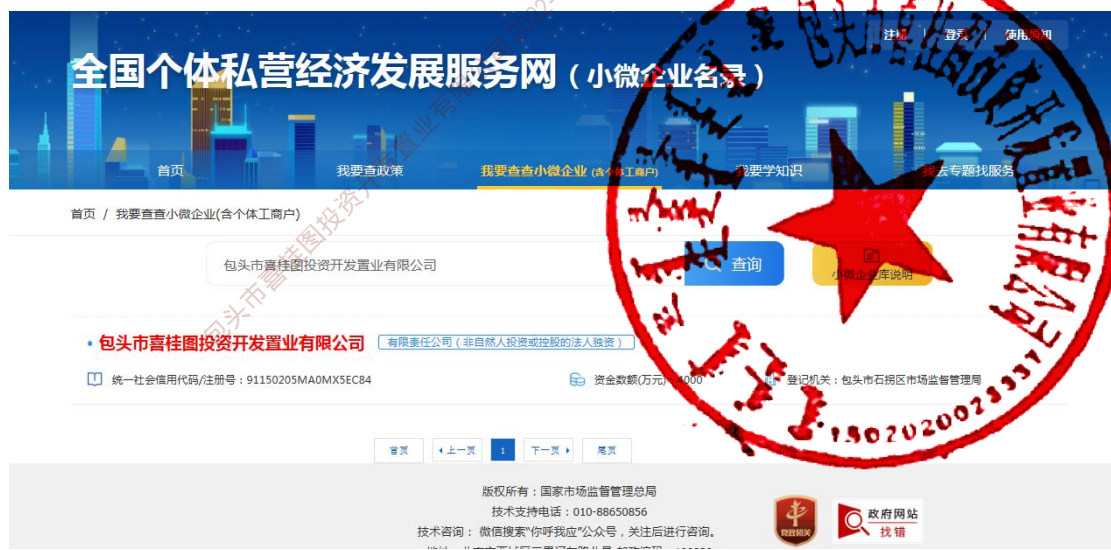 注册 | 登录 | 使用须知
全国个体私营经济发展服务网（小微企业名录）
首页 我要查政策 我要查查小微企业 (含个体工商户) 我要学知识 我去专题找服务
首页 / 我要查查小微企业(含个体工商户)
包头市喜桂图投资开发置业有限公司 查询
小微企业库说明
包头市喜桂图投资开发置业有限公司 有限责任公司（非自然人投资或控股的法人独资）
统一社会信用代码/注册号：91150205MA0MX5EC84 资金数额(万元)：4000 登记机关：包头市石拐区市场监督管理局
首页 上一页 1 下一页 尾页
版权所有：国家市场监督管理总局
技术支持电话：010-88650856
技术咨询： 微信搜索“你呼我应”公众号，关注后进行咨询。
党政机关
政府网站
找错